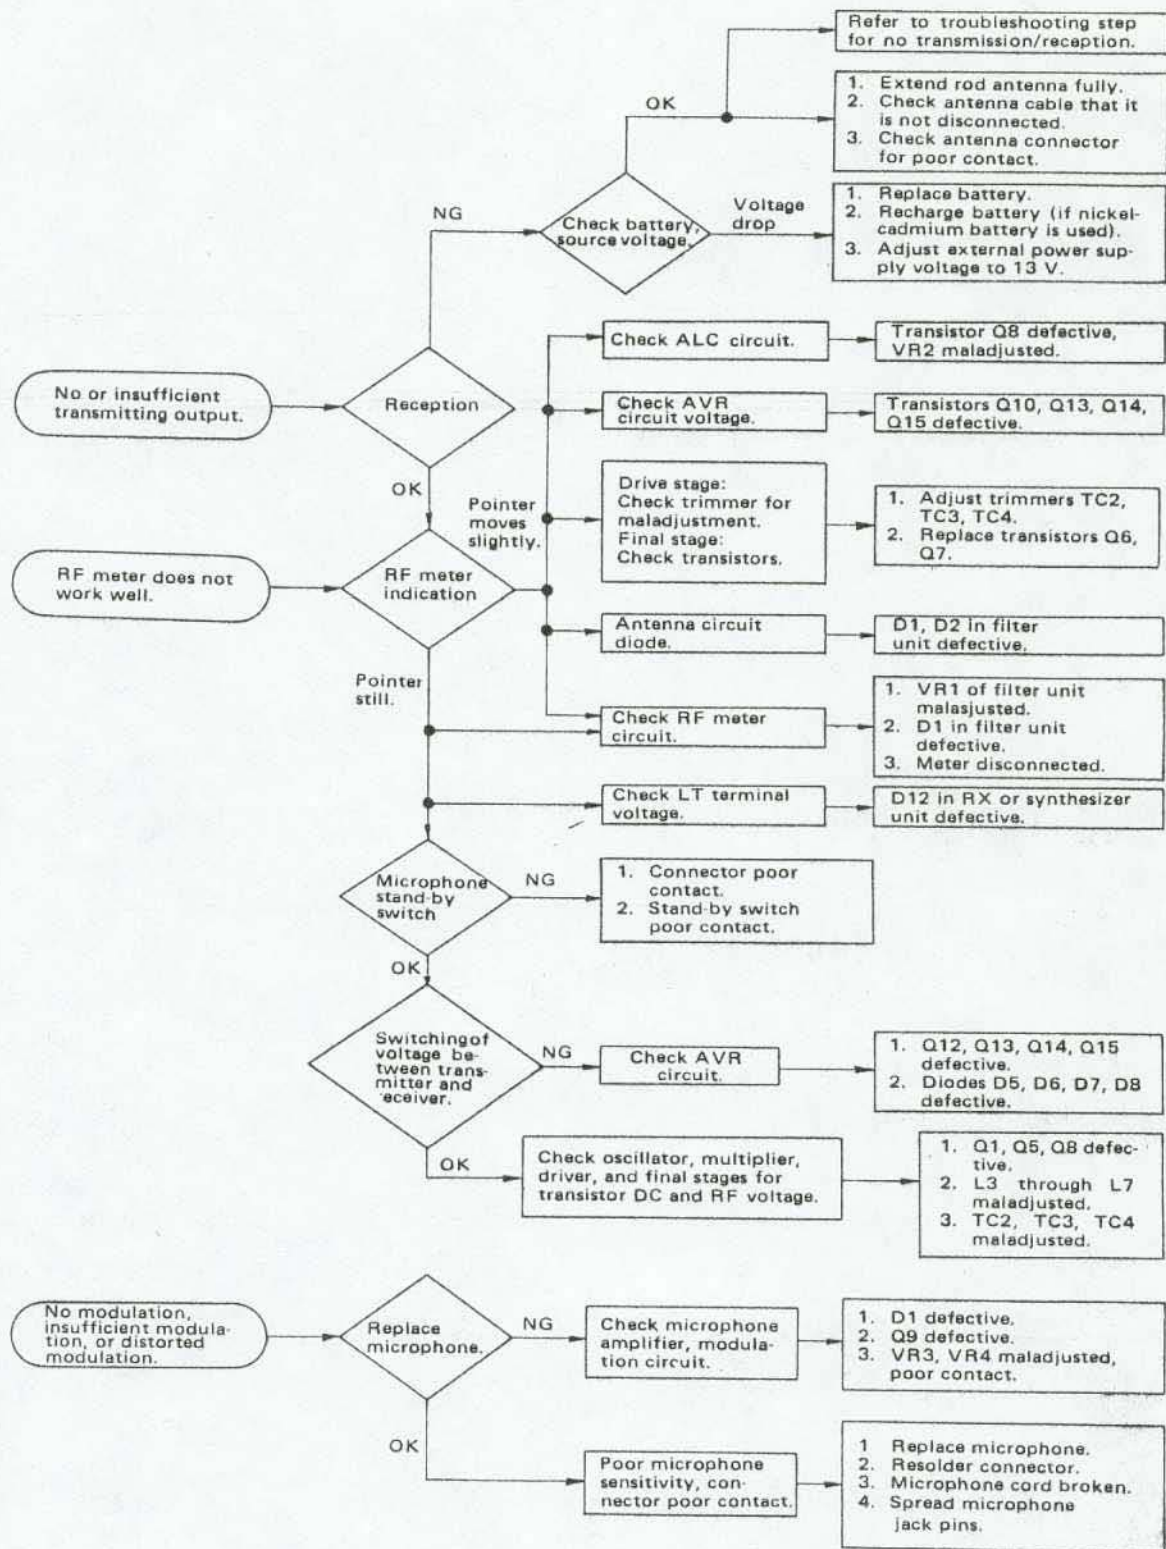 Refer to troubleshooting step
for no transmission/reception.
OK
1. Extend rod antenna fully.
2. Check antenna cable that it
is not disconnected.
3. Check antenna connector
for poor contact.
NG
Check battery,
source voltage.
Voltage
drop
1. Replace battery.
2. Recharge battery (if nickel-
cadmium battery is used).
3. Adjust external power sup-
ply voltage to 13 V.
Check ALC circuit.
Transistor Q8 defective,
VR2 maladjusted.
No or insufficient
transmitting output.
Reception
Check AVR
circuit voltage.
Transistors Q10, Q13, Q14,
Q15 defective.
OK
Pointer
moves
slightly.
Drive stage:
Check trimmer for
maladjustment.
Final stage:
Check transistors.
1. Adjust trimmers TC2,
TC3, TC4.
2. Replace transistors Q6,
Q7.
RF meter does not
work well.
RF meter
indication
Antenna circuit
diode.
D1, D2 in filter
unit defective.
Pointer
still.
Check RF meter
circuit.
1. VR1 of filter unit
malasjusted.
2. D1 in filter unit
defective.
3. Meter disconnected.
Check LT terminal
voltage.
D12 in RX or synthesizer
unit defective.
Microphone
stand-by
switch
NG
1. Connector poor
contact.
2. Stand-by switch
poor contact.
OK
Switching of
voltage be-
tween trans-
mitter and
eceiver.
NG
Check AVR
circuit.
1. Q12, Q13, Q14, Q15
defective.
2. Diodes D5, D6, D7, D8
defective.
OK
Check oscillator, multiplier,
driver, and final stages for
transistor DC and RF voltage.
1. Q1, Q5, Q8 defec-
tive.
2. L3 through L7
maladjusted.
3. TC2, TC3, TC4
maladjusted.
No modulation,
insufficient modula-
tion, or distorted
modulation.
Replace
microphone.
NG
Check microphone
amplifier, modula-
tion circuit.
1. D1 defective.
2. Q9 defective.
3. VR3, VR4 maladjusted,
poor contact.
OK
Poor microphone
sensitivity, con-
nector poor contact.
1 Replace microphone.
2. Resolder connector.
3. Microphone cord broken.
4. Spread microphone
jack pins.